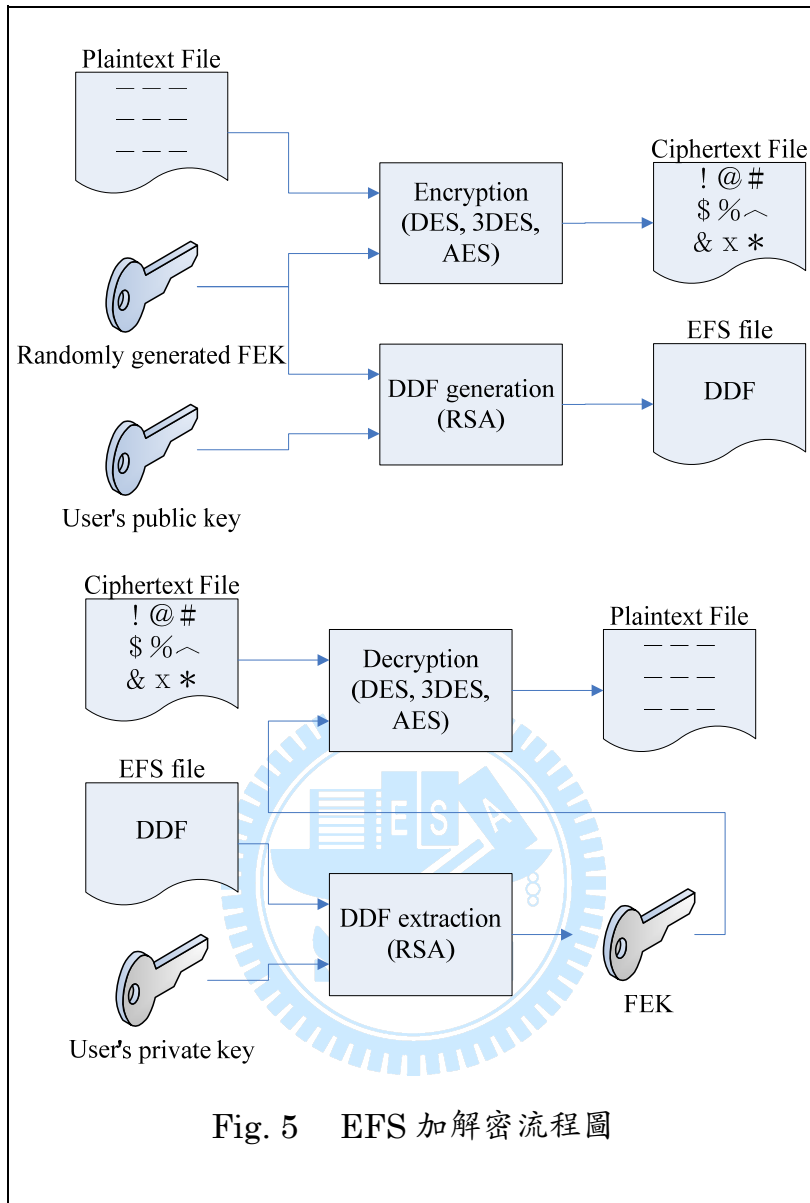 Plaintext File
— — —
— — —
— — —
Encryption
(DES, 3DES,
AES)
Ciphertext File
! @ #
$ % ︿
& x *
Randomly generated FEK
DDF generation
(RSA)
EFS file
DDF
User's public key
Ciphertext File
! @ #
$ % ︿
& x *
Decryption
(DES, 3DES,
AES)
Plaintext File
— — —
— — —
— — —
EFS file
DDF
E S A
DDF extraction
(RSA)
FEK
User's private key
Fig. 5 EFS 加解密流程圖